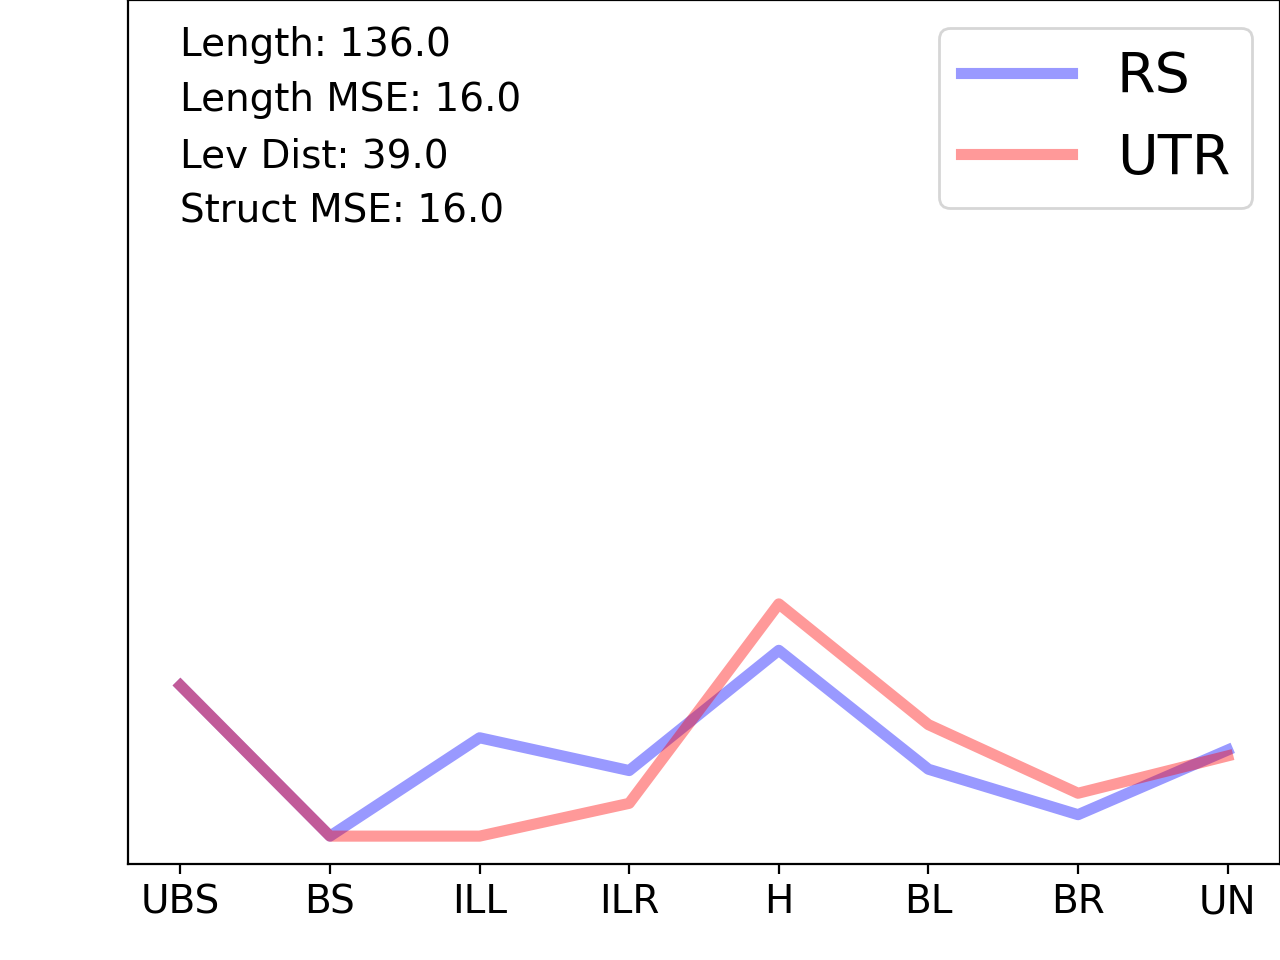 Length: 136.0
Length MSE: 16.0
Lev Dist: 39.0
Struct MSE: 16.0
RS
UTR
UBS BS ILL ILR H BL BR UN